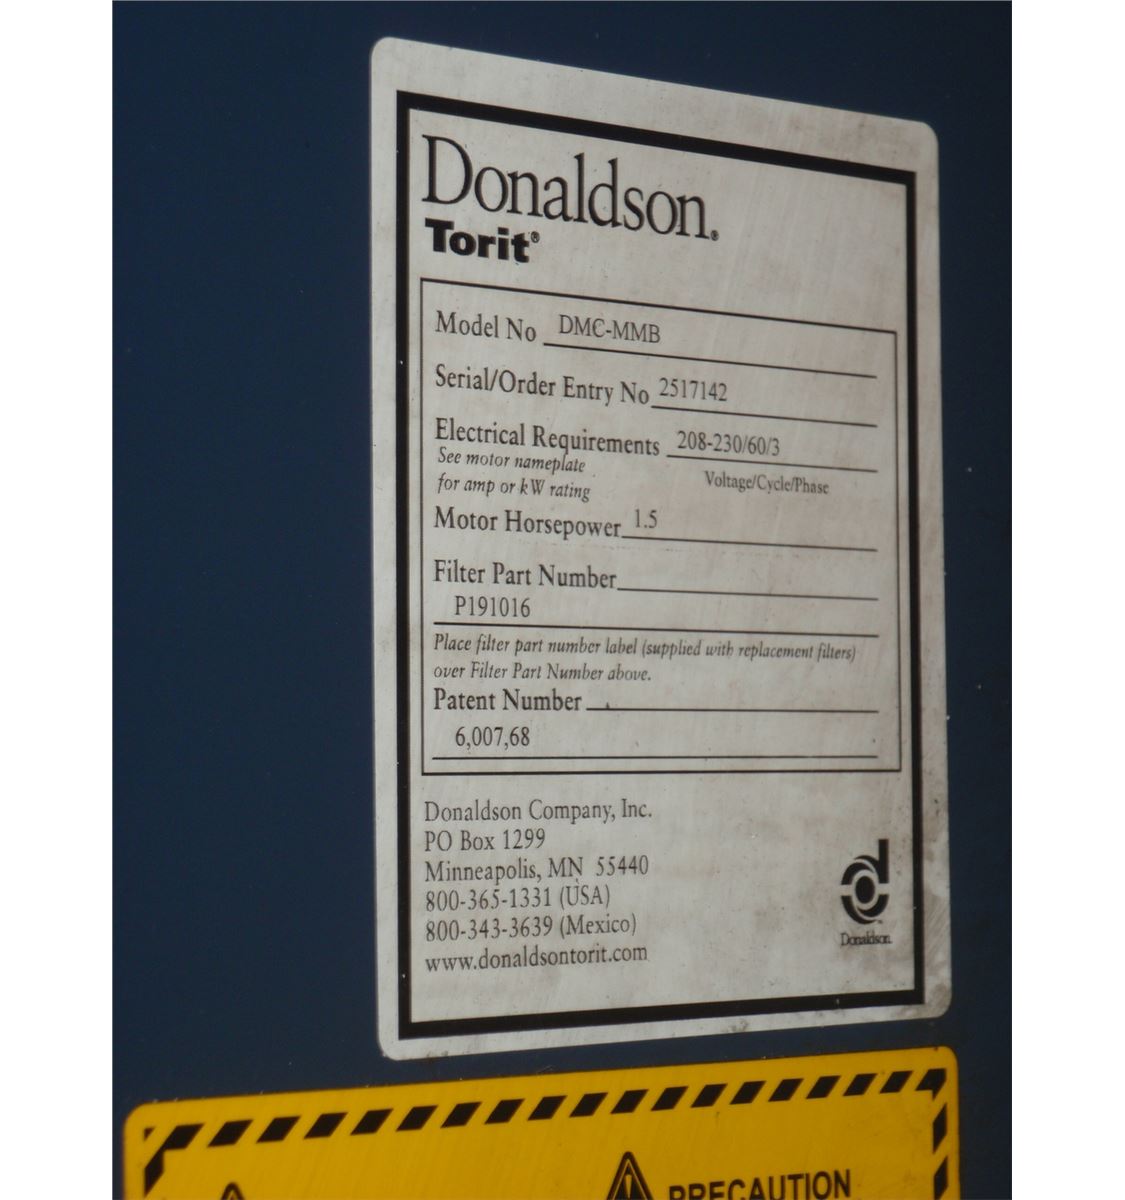 Donaldson®
Torit®
Model No DMC-MMB
Serial/Order Entry No 2517142
Electrical Requirements 208-230/60/3
See motor nameplate
for amp or kW rating
Voltage/Cycle/Phase
Motor Horsepower 1.5
Filter Part Number
P191016
Place filter part number label (supplied with replacement filters)
over Filter Part Number above.
Patent Number
6,007,68
Donaldson Company, Inc.
PO Box 1299
Minneapolis, MN 55440
800-365-1331 (USA)
800-343-3639 (Mexico)
www.donaldsontorit.com
Donaldson
PRECAUTION